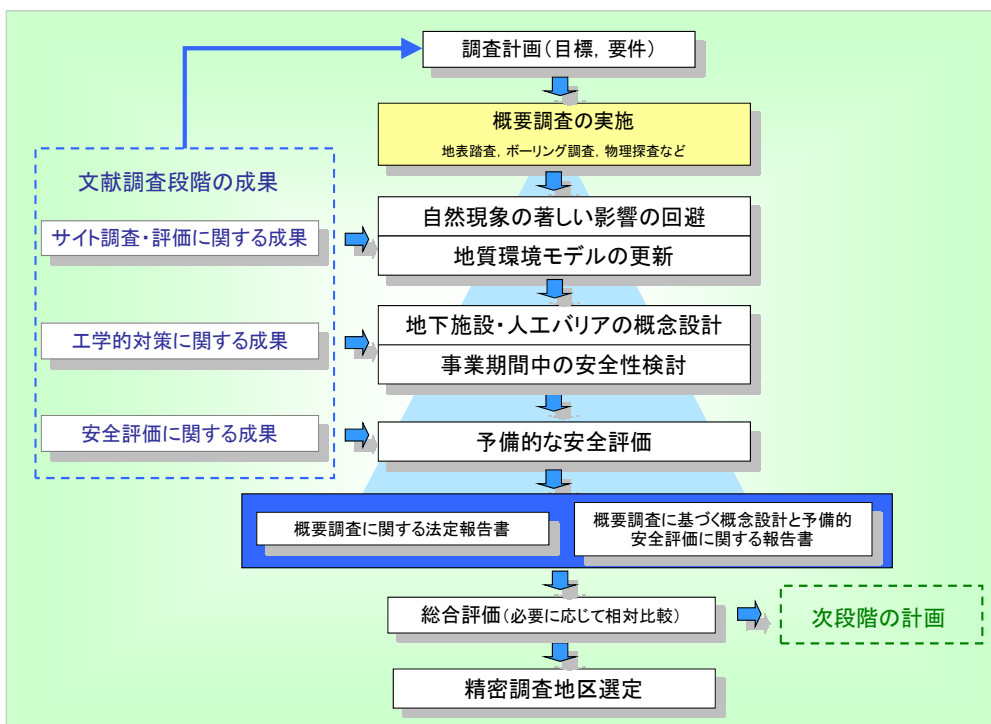 調査計画(目標, 要件)
概要調査の実施
地表踏査, ボーリング調査, 物理探査など
文献調査段階の成果
サイト調査・評価に関する成果
自然現象の著しい影響の回避
地質環境モデルの更新
工学的対策に関する成果
地下施設・人工バリアの概念設計
事業期間中の安全性検討
安全評価に関する成果
予備的な安全評価
概要調査に関する法定報告書
概要調査に基づく概念設計と予備的
安全評価に関する報告書
総合評価(必要に応じて相対比較)
次段階の計画
精密調査地区選定